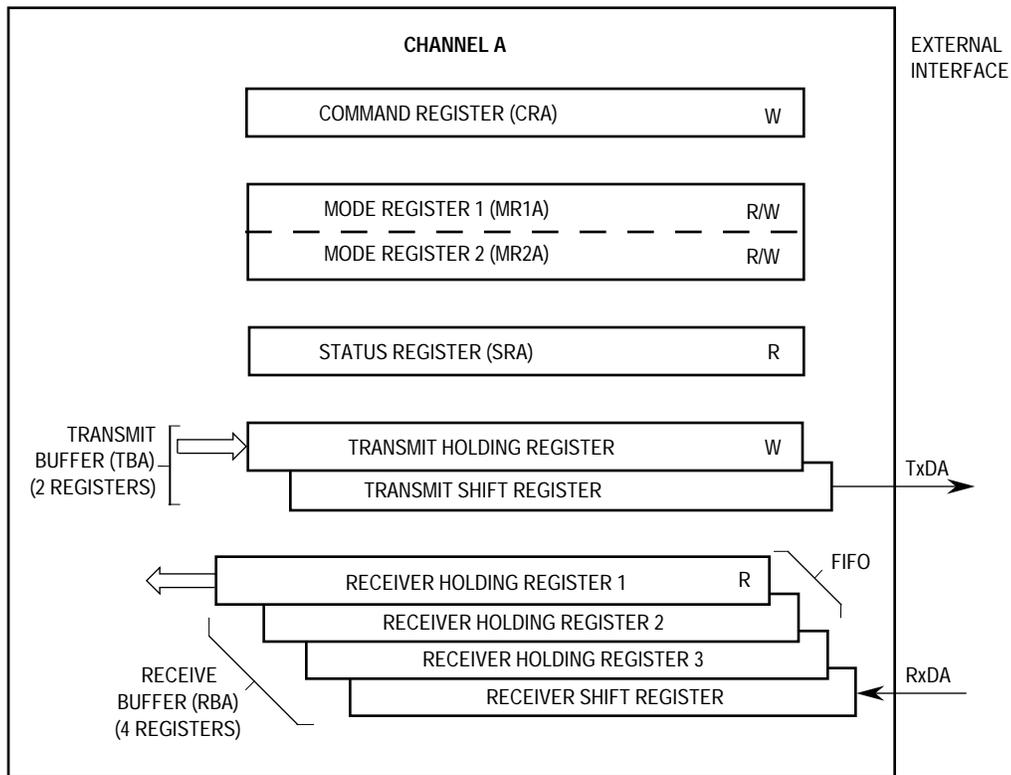 CHANNEL A
EXTERNAL
INTERFACE
COMMAND REGISTER (CRA) W
MODE REGISTER 1 (MR1A) R/W
MODE REGISTER 2 (MR2A) R/W
STATUS REGISTER (SRA) R
TRANSMIT
BUFFER (TBA)
(2 REGISTERS)
TRANSMIT HOLDING REGISTER W
TRANSMIT SHIFT REGISTER
TxDA
FIFO
RECEIVER HOLDING REGISTER 1 R
RECEIVER HOLDING REGISTER 2
RECEIVER HOLDING REGISTER 3
RECEIVER SHIFT REGISTER
RxDA
RECEIVE
BUFFER (RBA)
(4 REGISTERS)